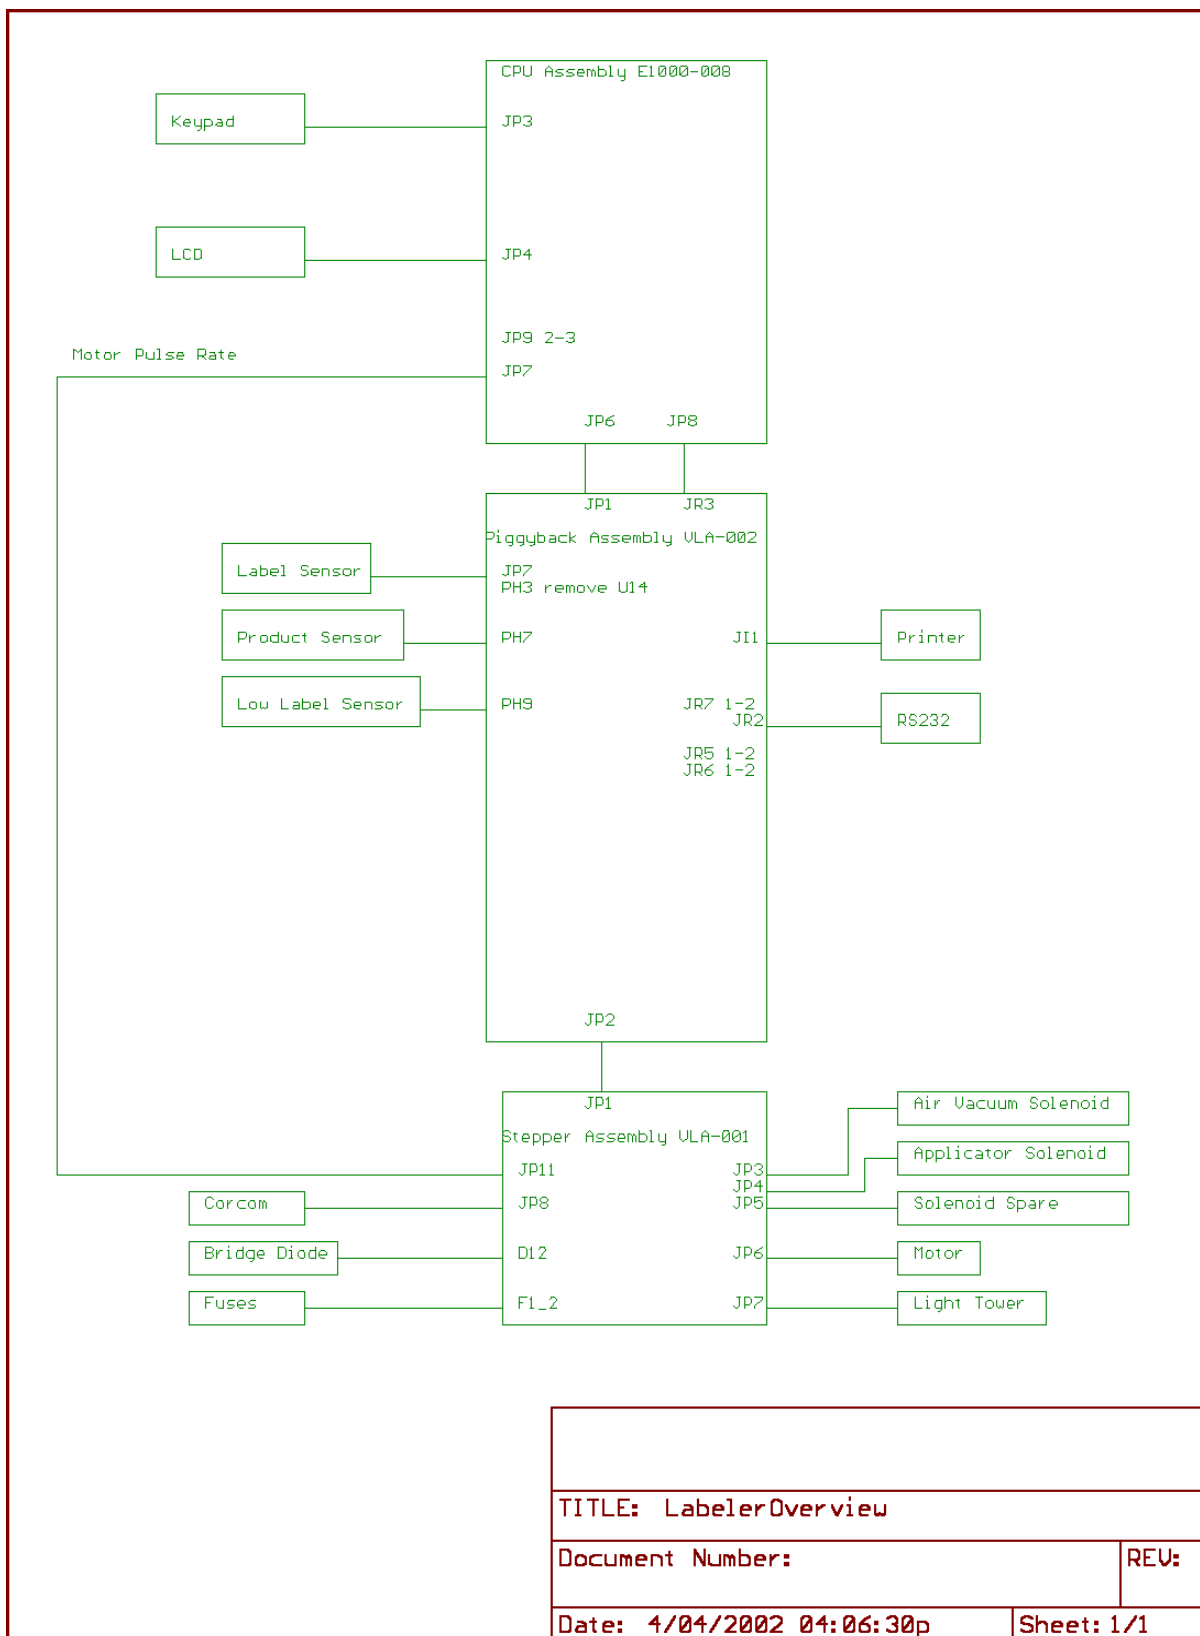 CPU Assembly E1000-008
Keypad
JP3
LCD
JP4
JP9 2-3
Motor Pulse Rate
JP7
JP6 JP8
JP1 JR3
Piggyback Assembly VLA-002
Label Sensor
JP7
PH3 remove U14
Product Sensor
PH7
JI1
Printer
Low Label Sensor
PH9
JR7 1-2
JR2
RS232
JR5 1-2
JR6 1-2
JP2
JP1
Air Vacuum Solenoid
Stepper Assembly VLA-001
Applicator Solenoid
JP11
JP3
JP4
Corcom
JP8
JP5
Solenoid Spare
Bridge Diode
D12
JP6
Motor
Fuses
F1_2
JP7
Light Tower
TITLE: LabelerOverview
Document Number:
REV:
Date: 4/04/2002 04:06:30p
Sheet: 1/1